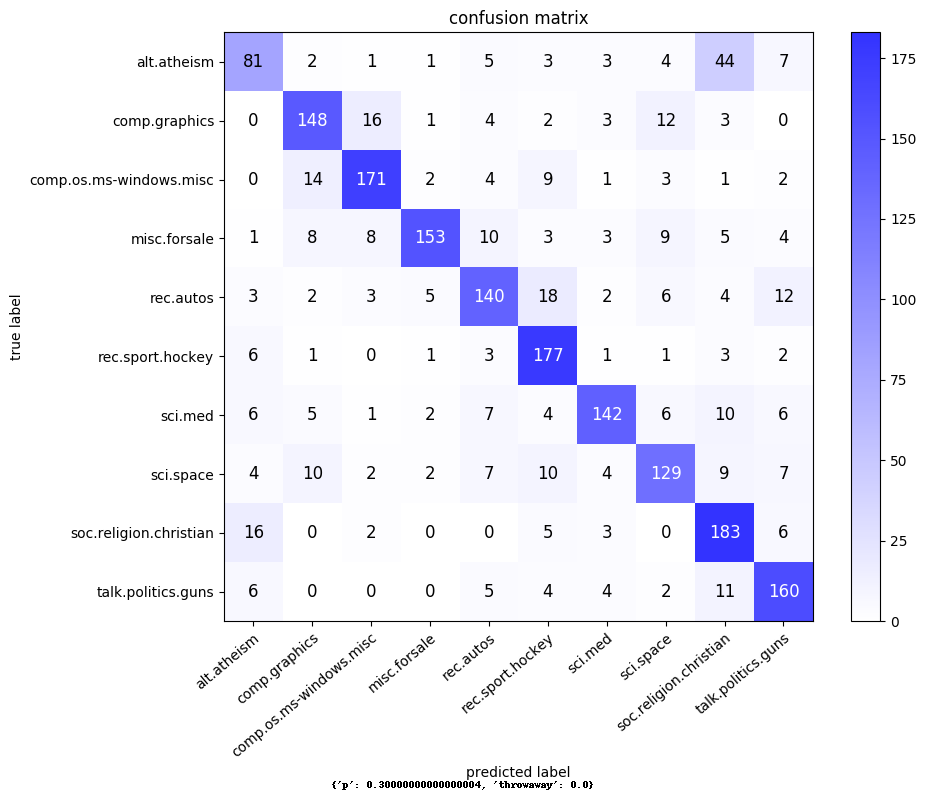 confusion matrix
alt.atheism 81 2 1 1 5 3 3 4 44 7
comp.graphics 0 148 16 1 4 2 3 12 3 0
comp.os.ms-windows.misc 0 14 171 2 4 9 1 3 1 2
misc.forsale 1 8 8 153 10 3 3 9 5 4
rec.autos 3 2 3 5 140 18 2 6 4 12
rec.sport.hockey 6 1 0 1 3 177 1 1 3 2
sci.med 6 5 1 2 7 4 142 6 10 6
sci.space 4 10 2 2 7 10 4 129 9 7
soc.religion.christian 16 0 2 0 0 5 3 0 183 6
talk.politics.guns 6 0 0 0 5 4 4 2 11 160
true label
alt.atheism
comp.graphics
comp.os.ms-windows.misc
misc.forsale
rec.autos
rec.sport.hockey
sci.med
sci.space
soc.religion.christian
talk.politics.guns
predicted label
175
150
125
100
75
50
25
0
{'p': 0.30000000000000004, 'throwaway': 0.0}